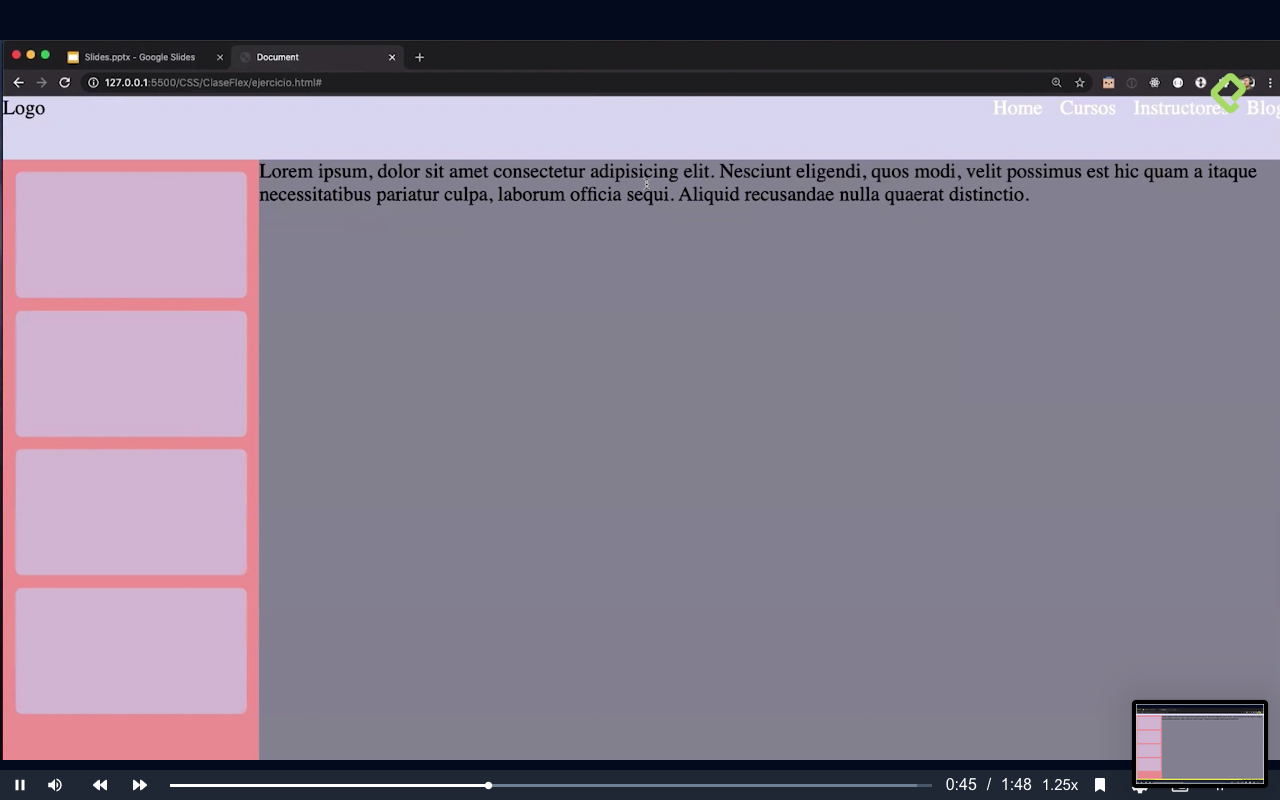 Slides.pptx - Google Slides
Document
127.0.0.1:5500/CSS/ClaseFlex/ejercicio.html#
Logo
Home Cursos Instructores Blog
Lorem ipsum, dolor sit amet consectetur adipisicing elit. Nesciunt eligendi, quos modi, velit possimus est hic quam a itaque
necessitatibus pariatur culpa, laborum officia sequi. Aliquid recusandae nulla quaerat distinctio.
0:45 / 1:48 1.25x